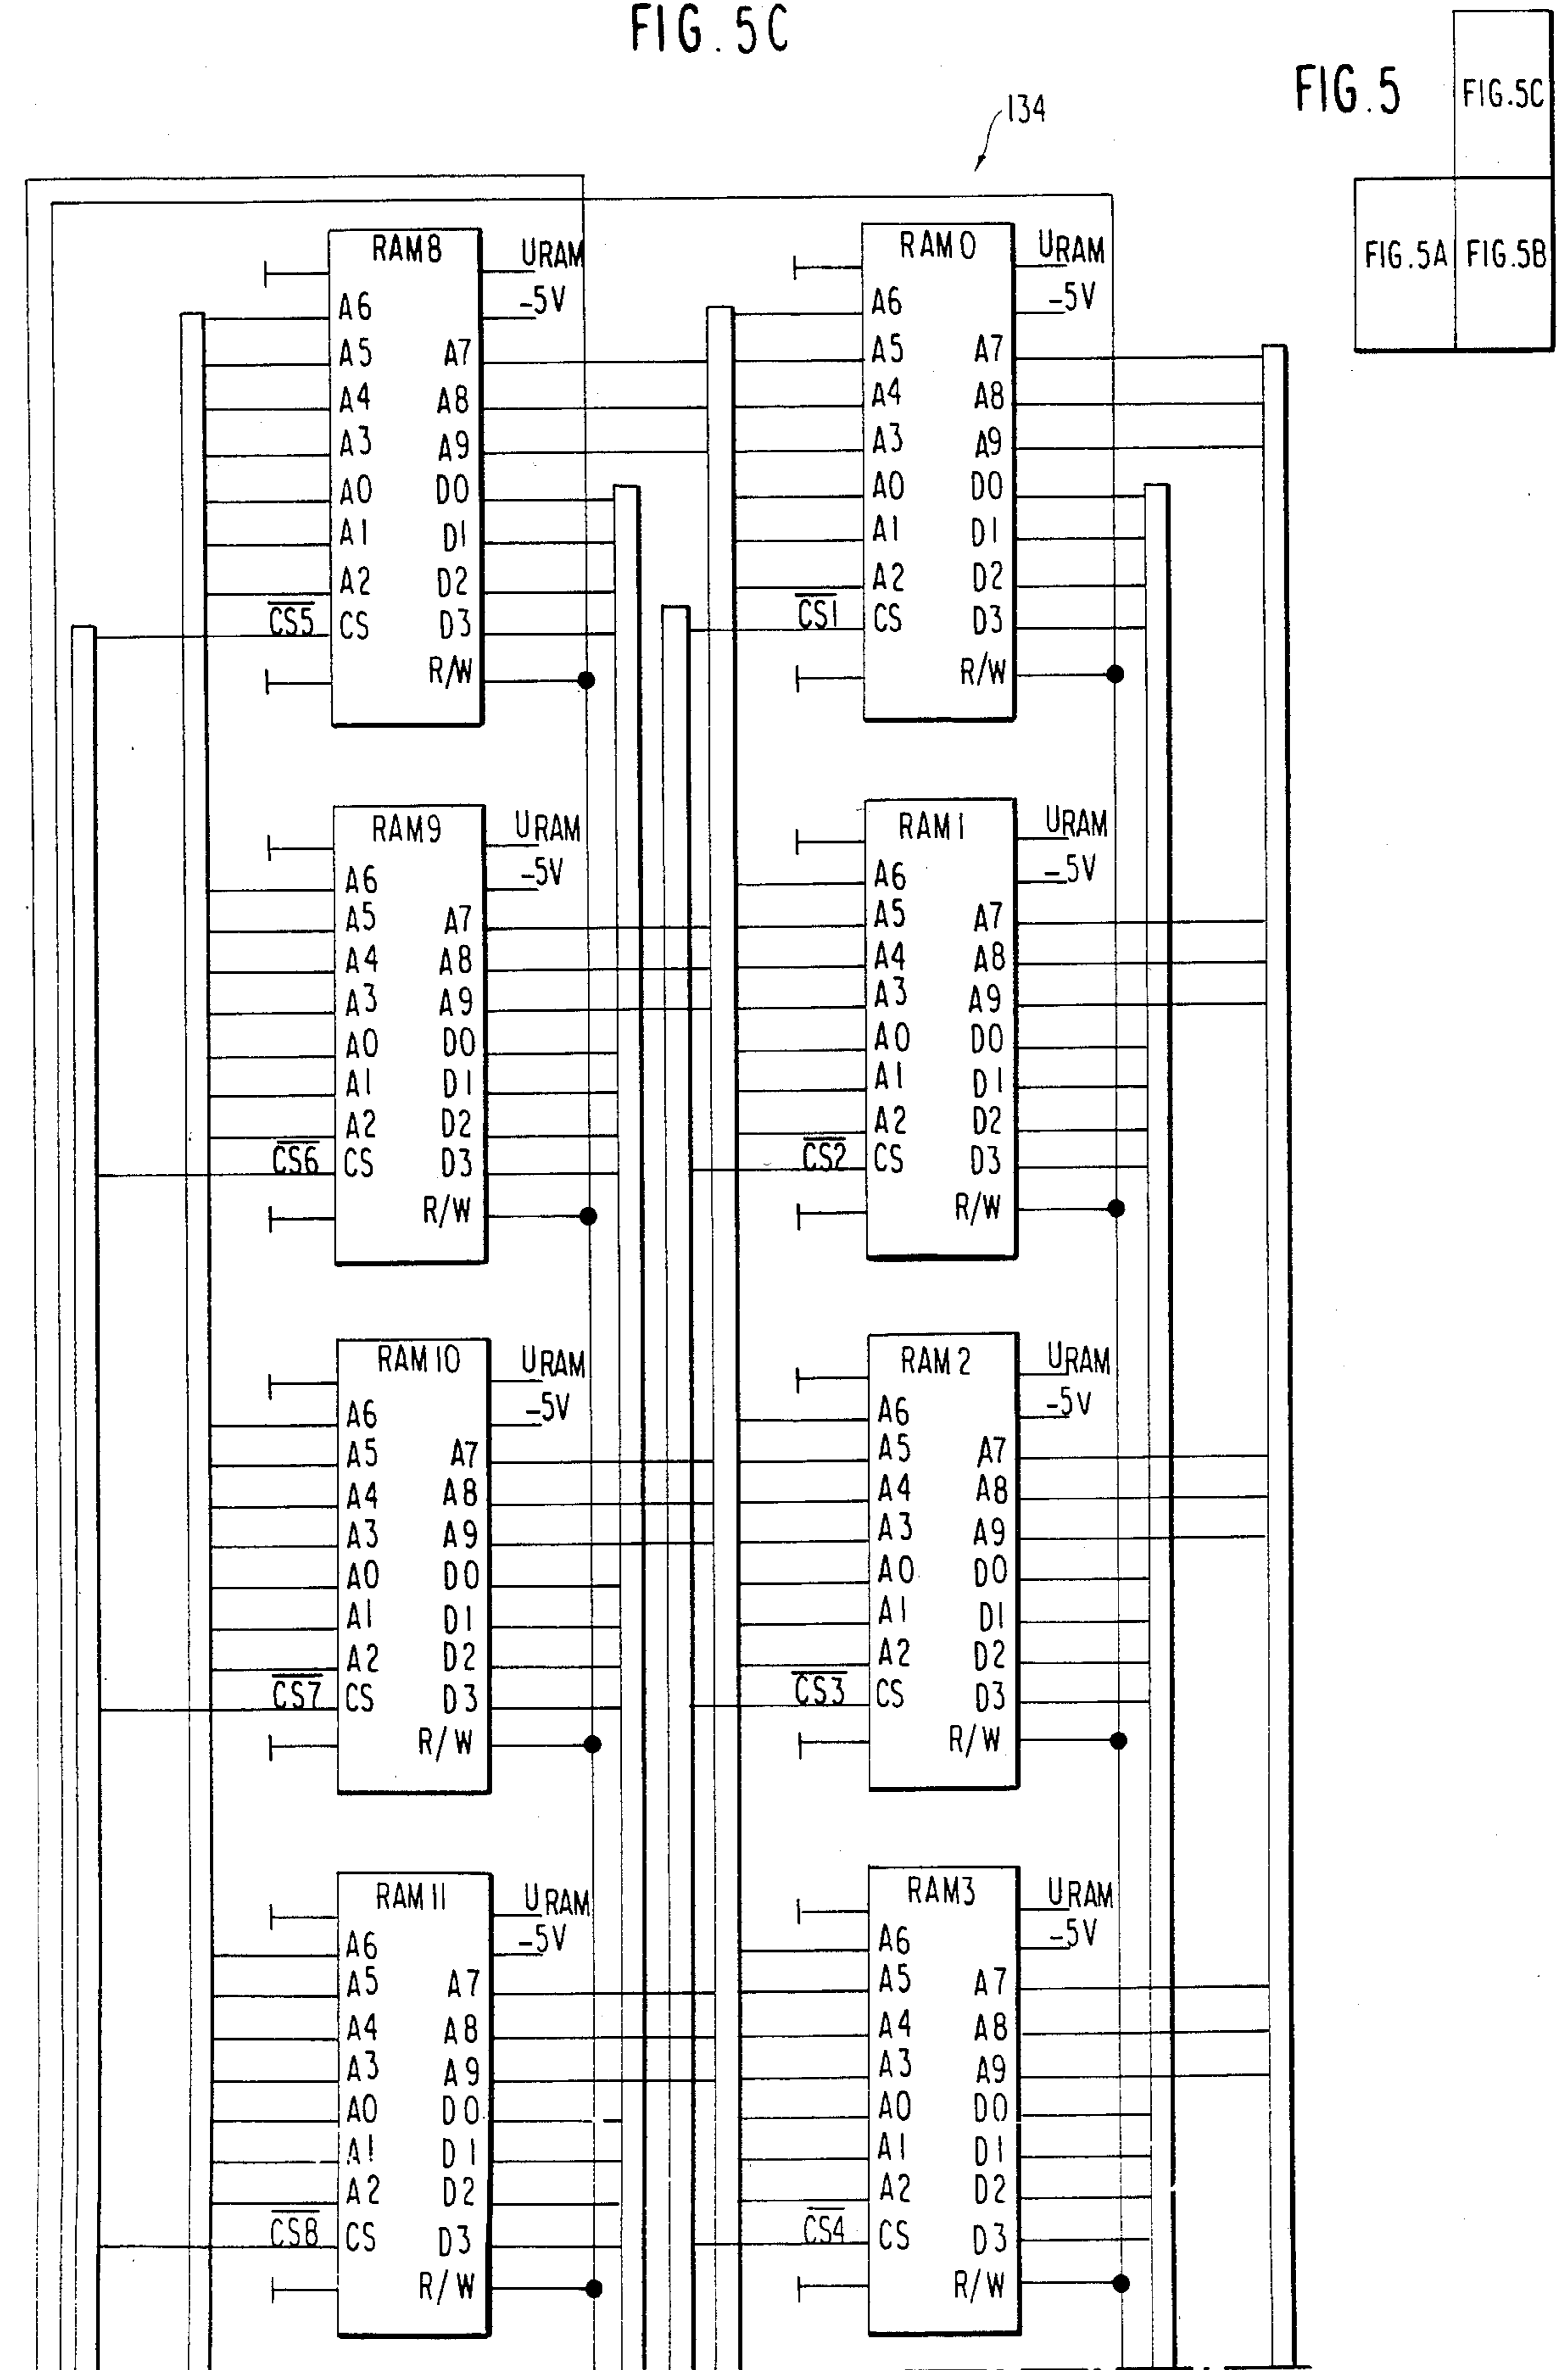 FIG.5C
FIG.5
FIG.5C
FIG.5A
FIG.5B
134
RAM8
URAM
-5V
A6
A5
A7
A4
A8
A3
A9
A0
D0
A1
D1
A2
D2
CS5
CS
D3
R/W
RAM0
URAM
-5V
A6
A5
A7
A4
A8
A3
A9
A0
D0
A1
D1
A2
D2
CS1
CS
D3
R/W
RAM9
URAM
-5V
A6
A5
A7
A4
A8
A3
A9
A0
D0
A1
D1
A2
D2
CS6
CS
D3
R/W
RAM1
URAM
-5V
A6
A5
A7
A4
A8
A3
A9
A0
D0
A1
D1
A2
D2
CS2
CS
D3
R/W
RAM10
URAM
-5V
A6
A5
A7
A4
A8
A3
A9
A0
D0
A1
D1
A2
D2
CS7
CS
D3
R/W
RAM2
URAM
-5V
A6
A5
A7
A4
A8
A3
A9
A0
D0
A1
D1
A2
D2
CS3
CS
D3
R/W
RAM11
URAM
-5V
A6
A5
A7
A4
A8
A3
A9
A0
D0
A1
D1
A2
D2
CS8
CS
D3
R/W
RAM3
URAM
-5V
A6
A5
A7
A4
A8
A3
A9
A0
D0
A1
D1
A2
D2
CS4
CS
D3
R/W